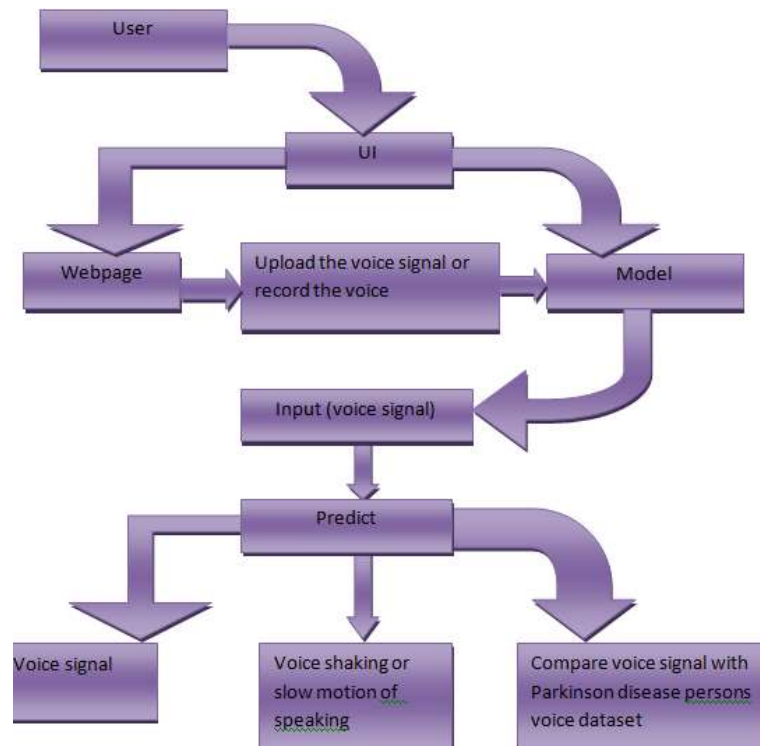 User
UI
Webpage
Upload the voice signal or
record the voice
Model
Input (voice signal)
Predict
Voice signal
Voice shaking or
slow motion of
speaking
Compare voice signal with
Parkinson disease persons
voice dataset